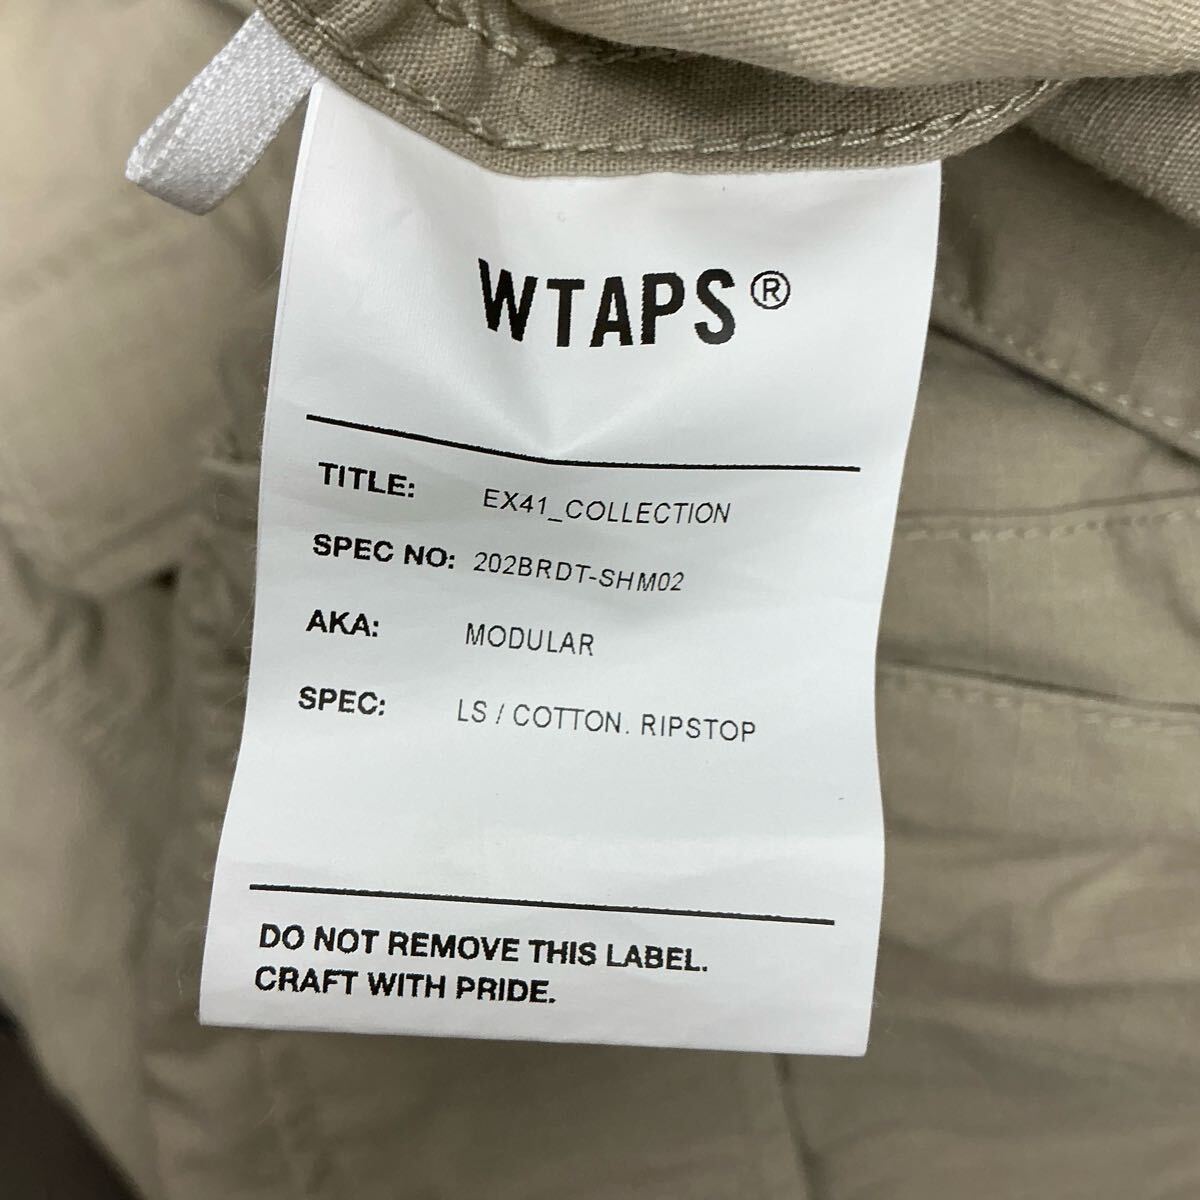 WTAPS®
TITLE: EX41_COLLECTION
SPEC NO: 202BRDT-SHM02
AKA: MODULAR
SPEC: LS / COTTON. RIPSTOP
DO NOT REMOVE THIS LABEL.
CRAFT WITH PRIDE.